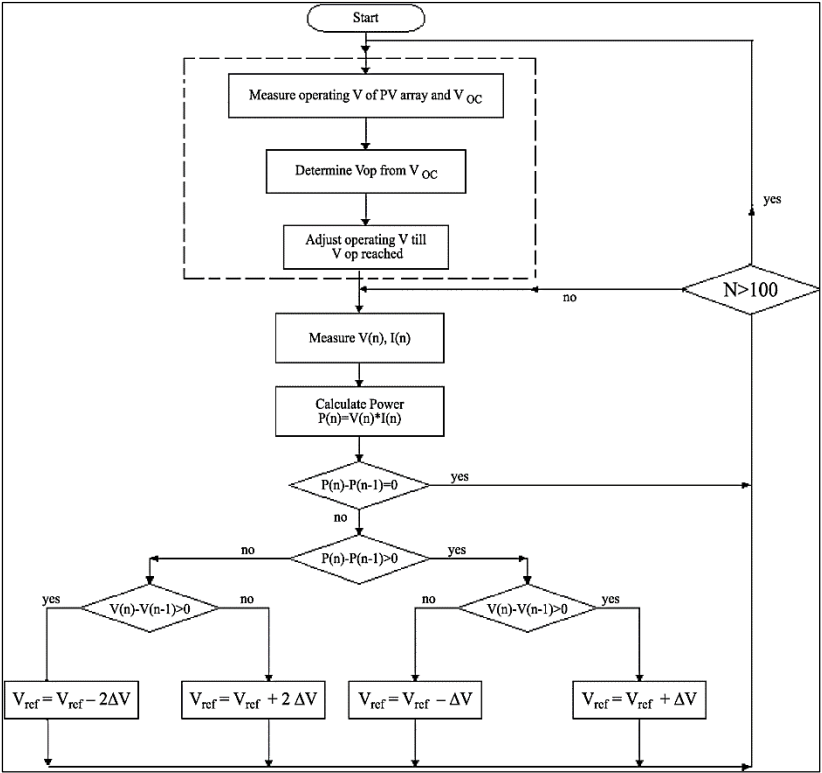 Start
Measure operating V of PV array and V OC
Determine Vop from V OC
Adjust operating V till
V op reached
yes
N>100
no
Measure V(n), I(n)
Calculate Power
P(n)=V(n)*I(n)
P(n)-P(n-1)=0
yes
no
P(n)-P(n-1)>0
no
yes
V(n)-V(n-1)>0
yes
no
V(n)-V(n-1)>0
no
yes
Vref = Vref – 2ΔV
Vref = Vref + 2 ΔV
Vref = Vref – ΔV
Vref = Vref + ΔV